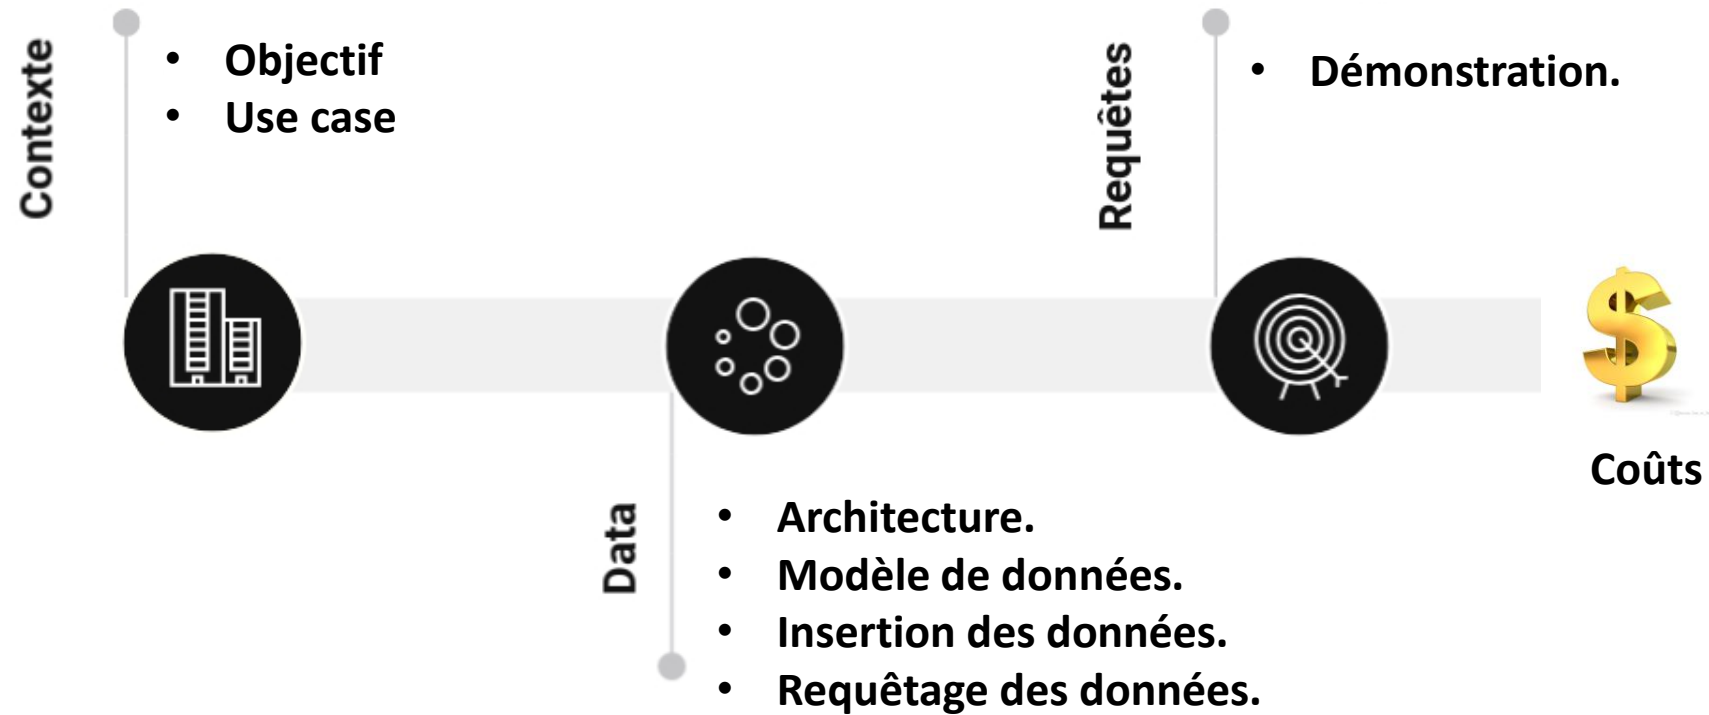 Contexte
• Objectif
• Use case
Requêtes
• Démonstration.
Coûts
Data
• Architecture.
• Modèle de données.
• Insertion des données.
• Requêtage des données.